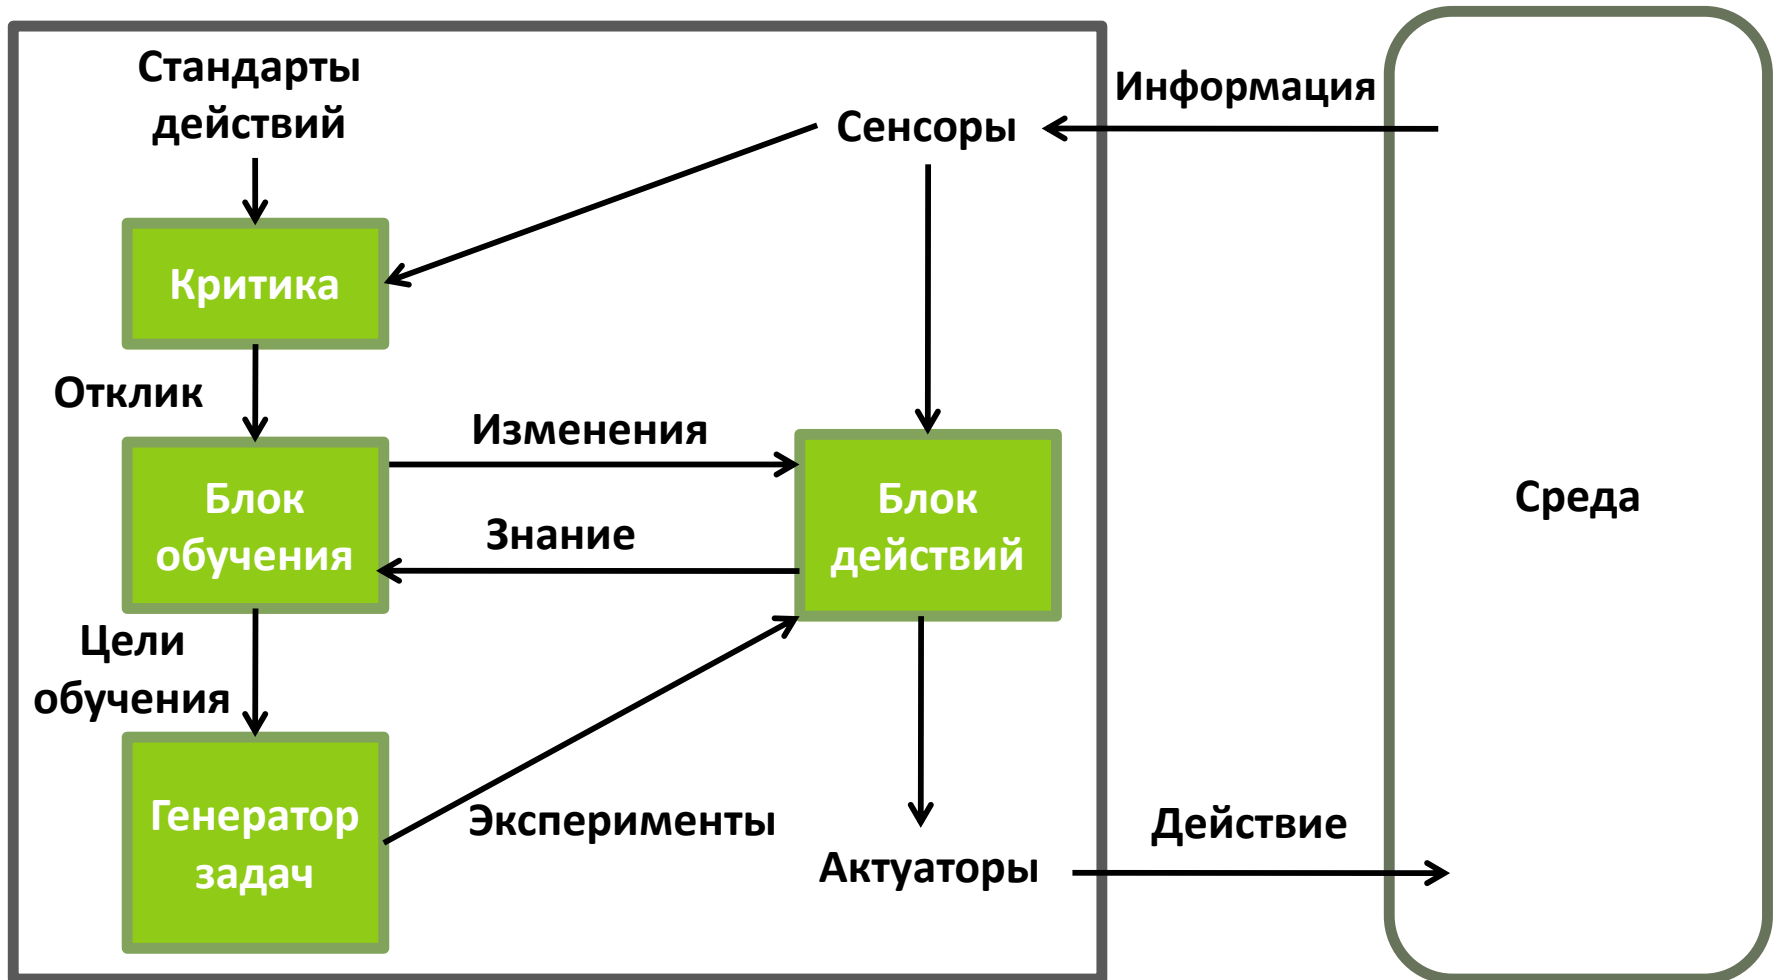 Стандарты
действий
Информация
Сенсоры
Критика
Отклик
Изменения
Блок
обучения
Знание
Блок
действий
Среда
Цели
обучения
Генератор
задач
Эксперименты
Действие
Актуаторы